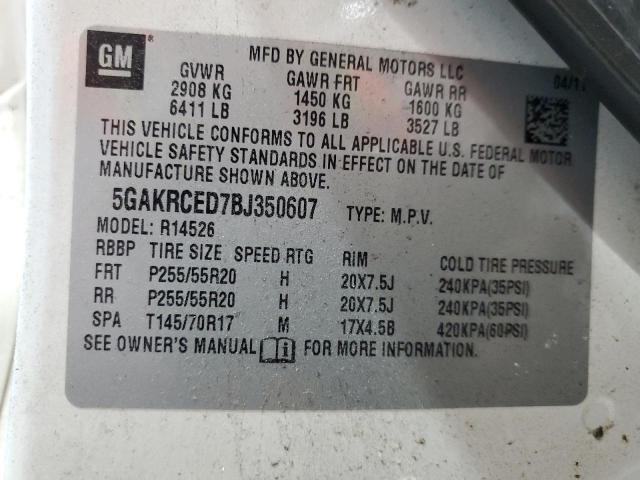 GM
MFD BY GENERAL MOTORS LLC
GVWR GAWR FRT GAWR RR 04/11
2908 KG 1450 KG 1600 KG
6411 LB 3196 LB 3527 LB
THIS VEHICLE CONFORMS TO ALL APPLICABLE U.S. FEDERAL MOTOR
VEHICLE SAFETY STANDARDS IN EFFECT ON THE DATE OF
MANUFACTURE SHOWN ABOVE.
5GAKRCED7BJ350607 TYPE: M.P.V.
MODEL: R14526
RBBP TIRE SIZE SPEED RTG RIM COLD TIRE PRESSURE
FRT P255/55R20 H 20X7.5J 240KPA(35PSI)
RR P255/55R20 H 20X7.5J 240KPA(35PSI)
SPA T145/70R17 M 17X4.5B 420KPA(60PSI)
SEE OWNER'S MANUAL FOR MORE INFORMATION.